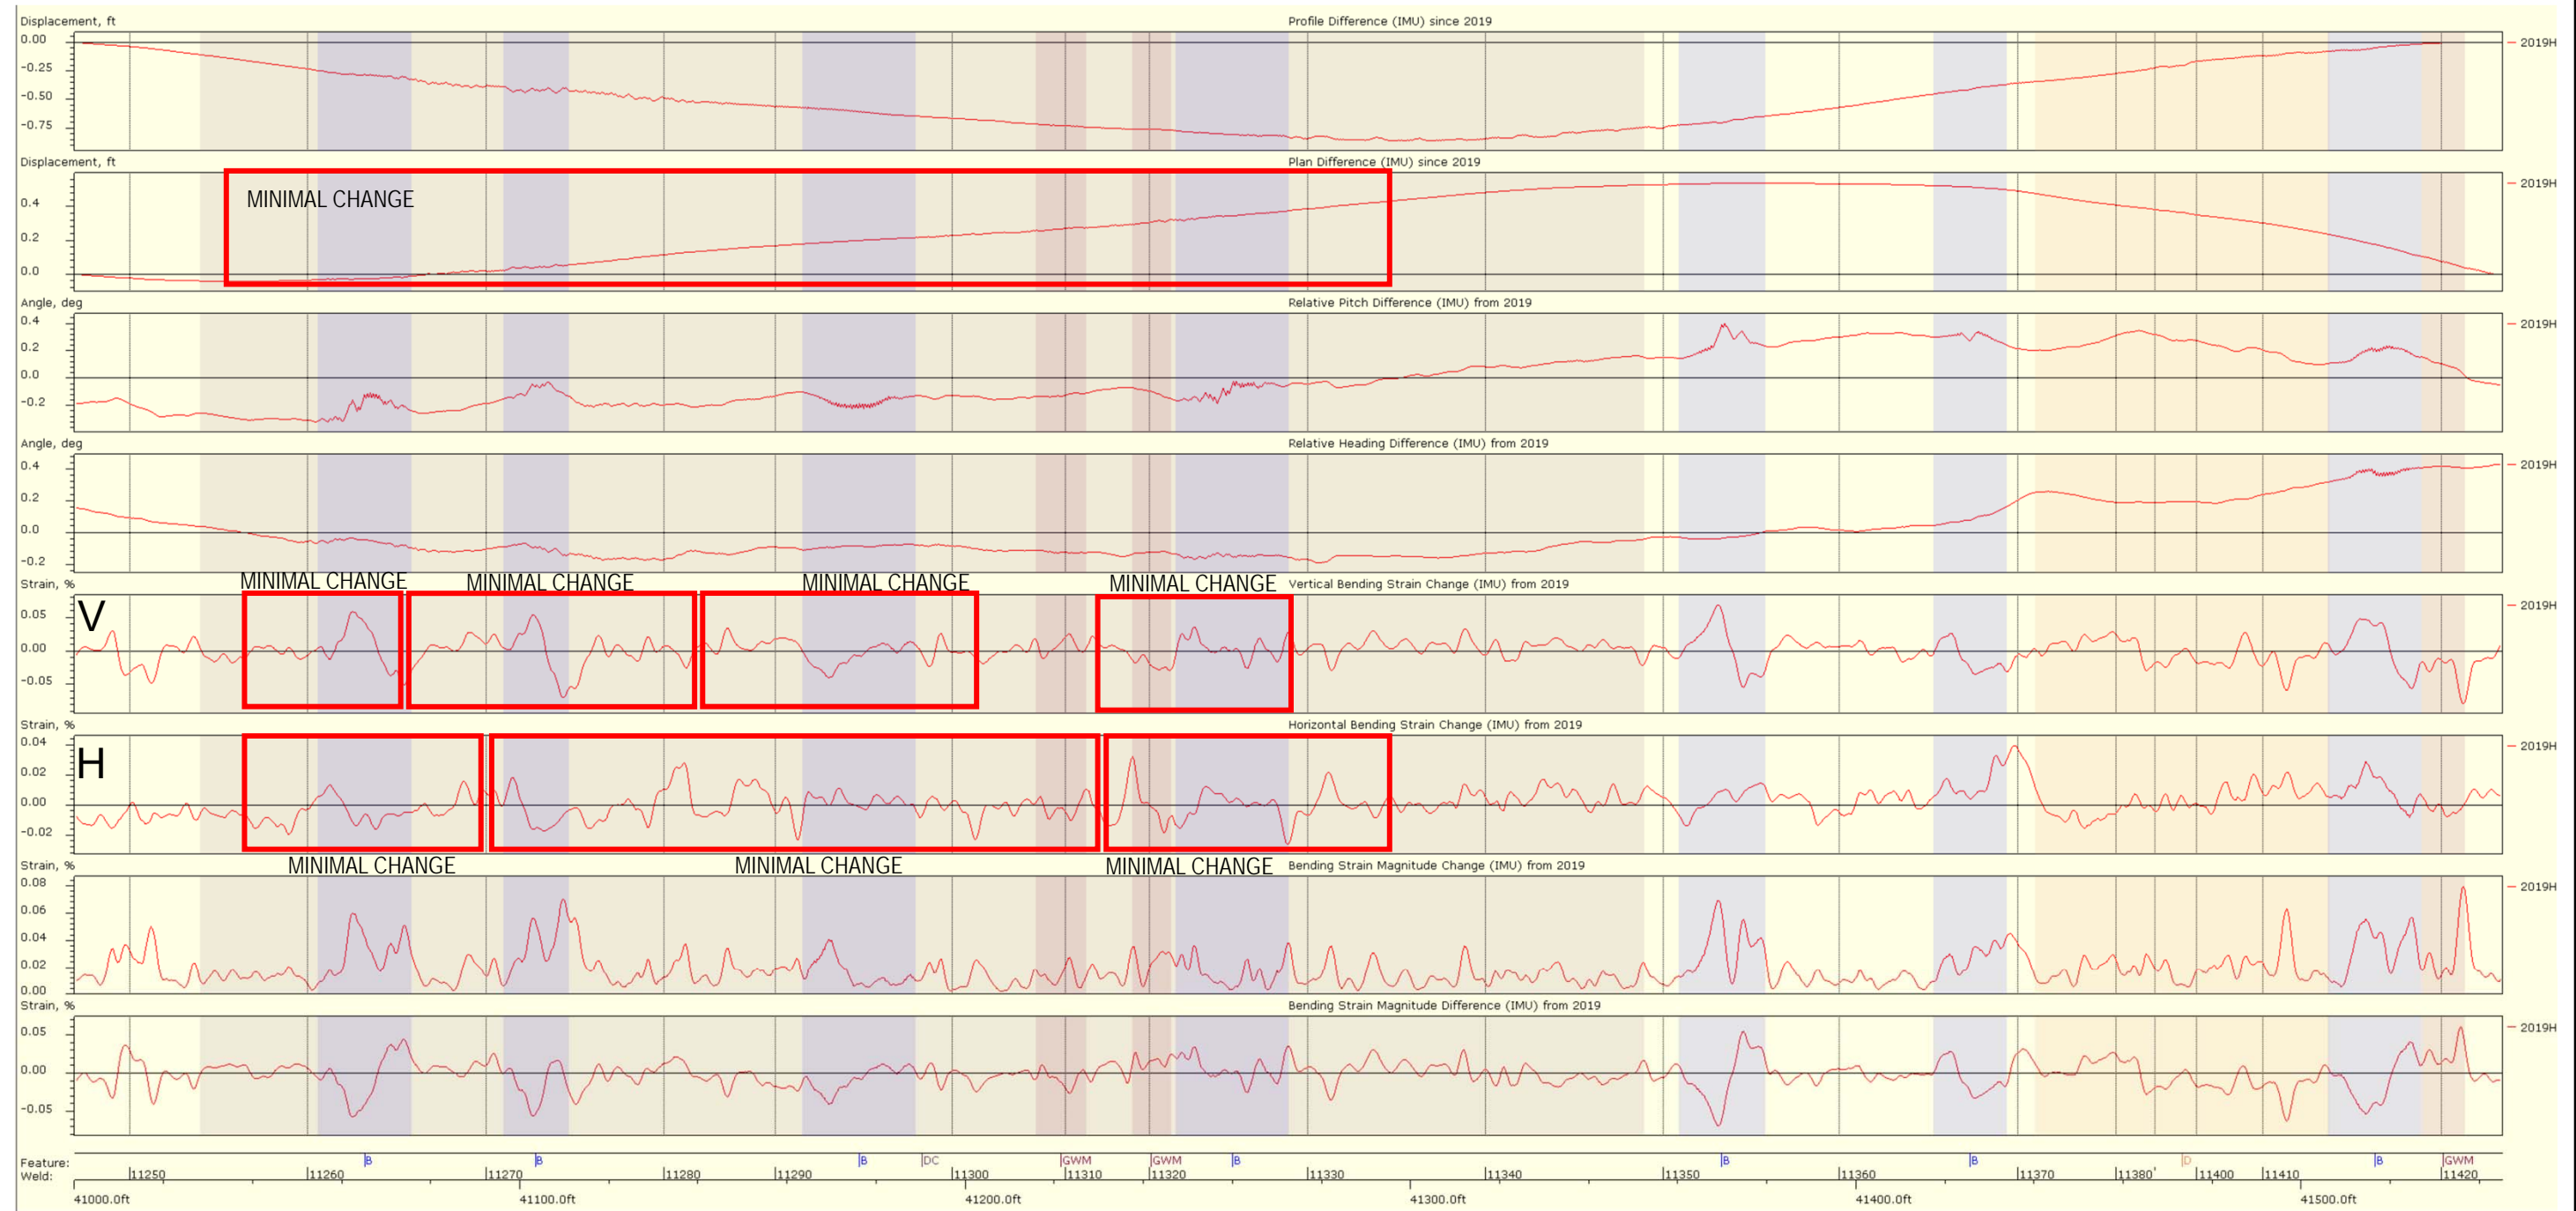 Displacement, ft Profile Difference (IMU) since 2019
0.00
-0.25
-0.50
-0.75
2019H
Displacement, ft Plan Difference (IMU) since 2019
MINIMAL CHANGE
0.4
0.2
0.0
2019H
Angle, deg Relative Pitch Difference (IMU) from 2019
0.4
0.2
0.0
-0.2
2019H
Angle, deg Relative Heading Difference (IMU) from 2019
0.4
0.2
0.0
-0.2
2019H
MINIMAL CHANGE MINIMAL CHANGE MINIMAL CHANGE MINIMAL CHANGE
Strain, % Vertical Bending Strain Change (IMU) from 2019
V
0.05
0.00
-0.05
2019H
Strain, % Horizontal Bending Strain Change (IMU) from 2019
H
0.04
0.02
0.00
-0.02
2019H
MINIMAL CHANGE MINIMAL CHANGE MINIMAL CHANGE
Strain, % Bending Strain Magnitude Change (IMU) from 2019
0.08
0.06
0.04
0.02
0.00
2019H
Strain, % Bending Strain Magnitude Difference (IMU) from 2019
0.05
0.00
-0.05
2019H
Feature: B B B DC GWM GWM B B B D B GWM
Weld: 11250 11260 11270 11280 11290 11300 11310 11320 11330 11340 11350 11360 11370 11380 11400 11410 11420
41000.0ft 41100.0ft 41200.0ft 41300.0ft 41400.0ft 41500.0ft